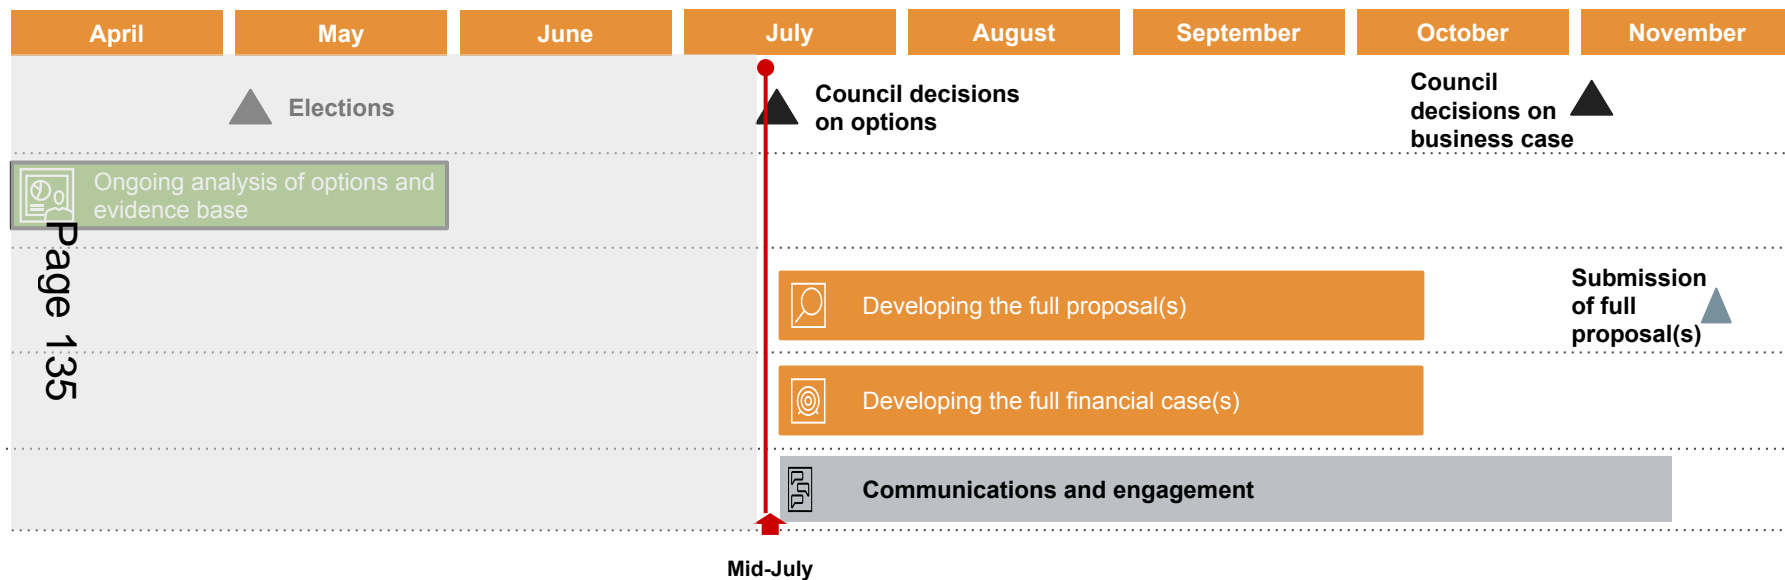 April
May
June
July
August
September
October
November
Elections
Council decisions
on options
Council
decisions on
business case
Ongoing analysis of options and
evidence base
Page 135
Developing the full proposal(s)
Submission
of full
proposal(s)
Developing the full financial case(s)
Communications and engagement
Mid-July